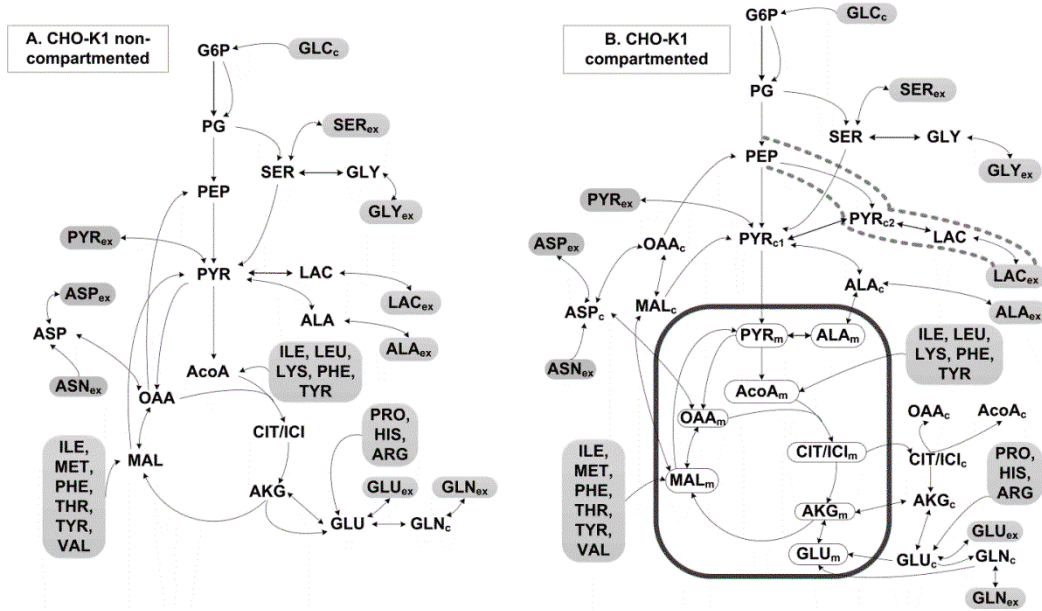 A. CHO-K1 non-
compartmented
G6P
GLCc
PG
SERex
SER
GLY
PEP
GLYex
PYRex
PYR
LAC
LACex
ASPex
ALA
ALAex
ASP
ILE, LEU,
LYS, PHE,
TYR
AcoA
ASNex
OAA
CIT/ICI
PRO,
HIS,
ARG
ILE,
MET,
PHE,
THR,
TYR,
VAL
MAL
AKG
GLUex
GLNex
GLU
GLNc
B. CHO-K1
compartmented
G6P
GLCc
PG
SERex
SER
GLY
PEP
GLYex
PYRex
PYRc2
ASPex
OAAc
PYRc1
LAC
LACex
ALAc
MALc
ASPc
ALAex
PYRm
ALAm
ILE, LEU,
LYS, PHE,
TYR
ASNex
AcoAm
OAAm
OAAc
AcoAc
CIT/ICIm
CIT/ICIc
PRO,
HIS,
ARG
ILE,
MET,
PHE,
THR,
TYR,
VAL
MALm
AKGm
AKGc
GLUex
GLUm
GLUc
GLNc
GLNex